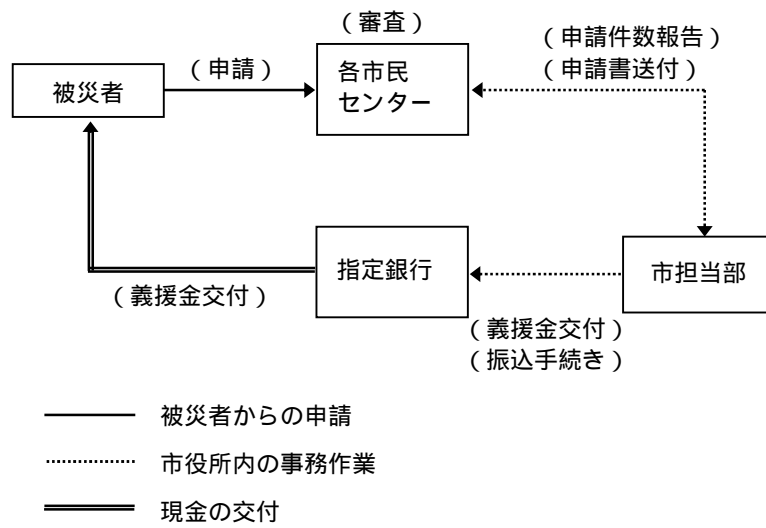 （審査）
（申請件数報告）
（申請書送付）
（申請）
被災者
各市民
センター
指定銀行
市担当部
（義援金交付）
（義援金交付）
（振込手続き）
被災者からの申請
市役所内の事務作業
現金の交付